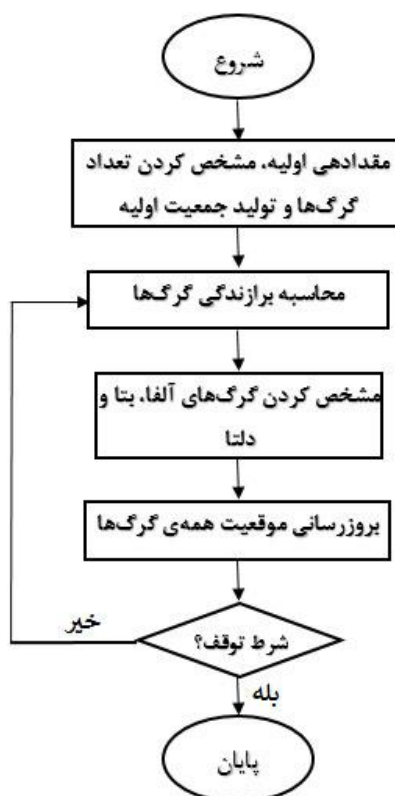 شروع
مقدادهی اولیه، مشخص کردن تعداد
گرگ‌ها و تولید جمعیت اولیه
محاسبه برازندگی گرگ‌ها
مشخص کردن گرگ‌های آلفا، بتا و
دلتا
بروزرسانی موقعیت همه‌ی گرگ‌ها
شرط توقف؟
خیر
بله
پایان